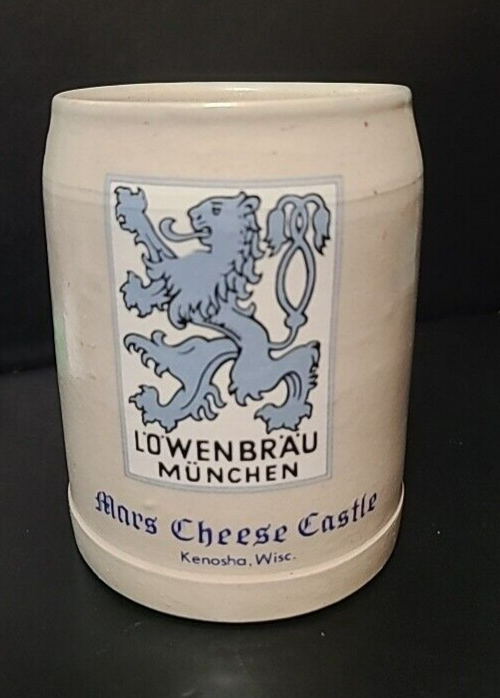 LÖWENBRÄU
MÜNCHEN
Mars Cheese Castle
Kenosha, Wisc.